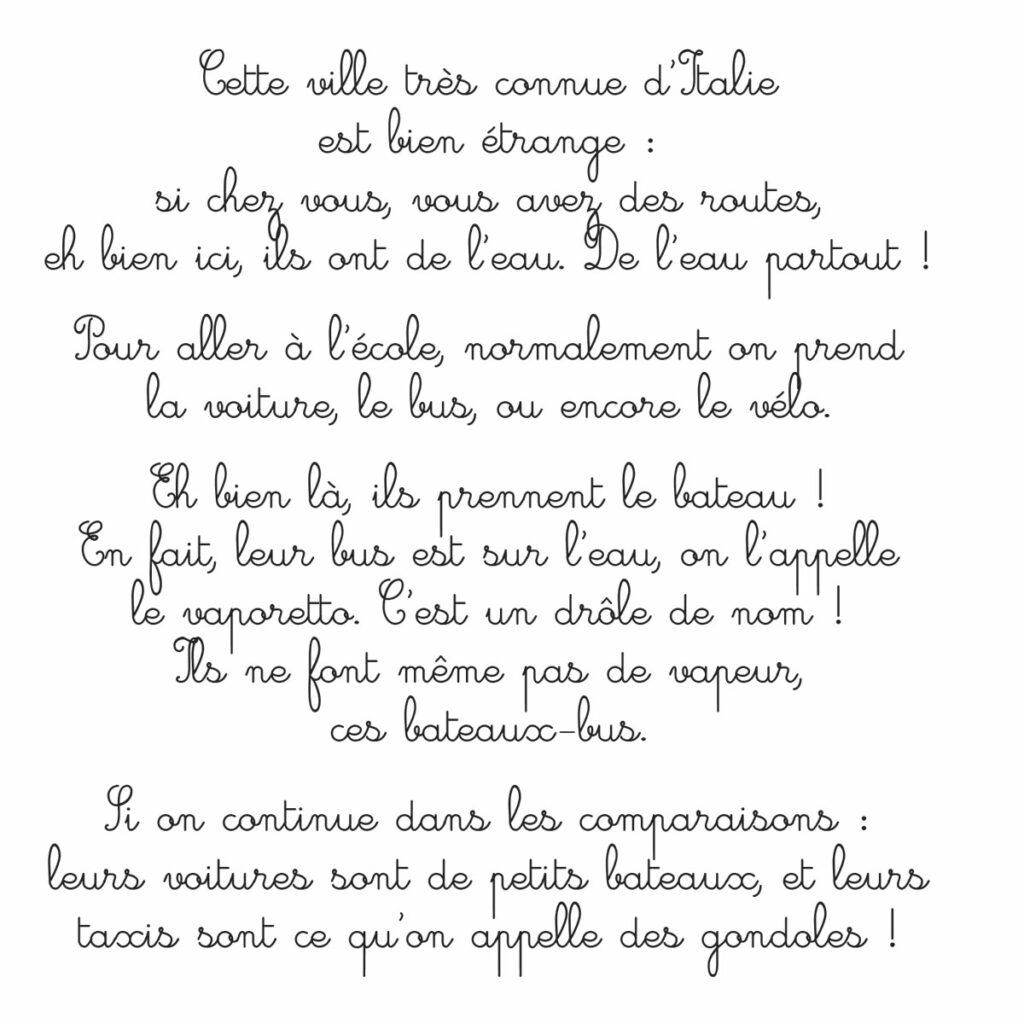 Cette ville très connue d'Italie
est bien étrange :
si chez vous, vous avez des routes,
eh bien ici, ils ont de l'eau. De l'eau partout !
Pour aller à l'école, normalement on prend
la voiture, le bus, ou encore le vélo.
Eh bien là, ils prennent le bateau !
En fait, leur bus est sur l'eau, on l'appelle
le vaporetto. C'est un drôle de nom !
Ils ne font même pas de vapeur,
ces bateaux-bus.
Si on continue dans les comparaisons :
leurs voitures sont de petits bateaux, et leurs
taxis sont ce qu'on appelle des gondoles !